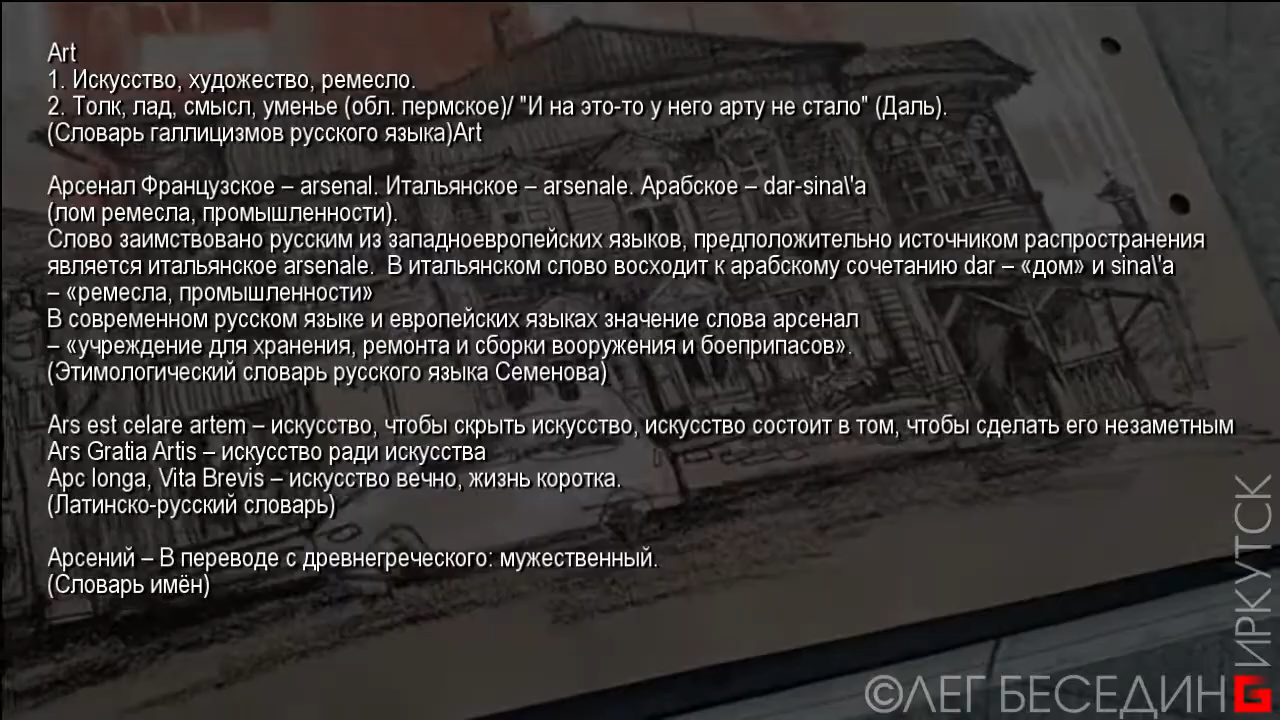 Art
1. Искусство, художество, ремесло.
2. Толк, лад, смысл, уменье (обл. пермское)/ "И на это-то у него арту не стало" (Даль).
(Словарь галлицизмов русского языка)Art
Арсенал Французское – arsenal. Итальянское – arsenale. Арабское – dar-sina\'a
(лом ремесла, промышленности).
Слово заимствовано русским из западноевропейских языков, предположительно источником распространения
является итальянское arsenale. В итальянском слово восходит к арабскому сочетанию dar – «дом» и sina\'a
– «ремесла, промышленности»
В современном русском языке и европейских языках значение слова арсенал
– «учреждение для хранения, ремонта и сборки вооружения и боеприпасов».
(Этимологический словарь русского языка Семенова)
Ars est celare artem – искусство, чтобы скрыть искусство, искусство состоит в том, чтобы сделать его незаметным
Ars Gratia Artis – искусство ради искусства
Арс longa, Vita Brevis – искусство вечно, жизнь коротка.
(Латинско-русский словарь)
Арсений – В переводе с древнегреческого: мужественный.
(Словарь имён)
©ЛЕГ БЕСЕДИН G
ИРКУТСК